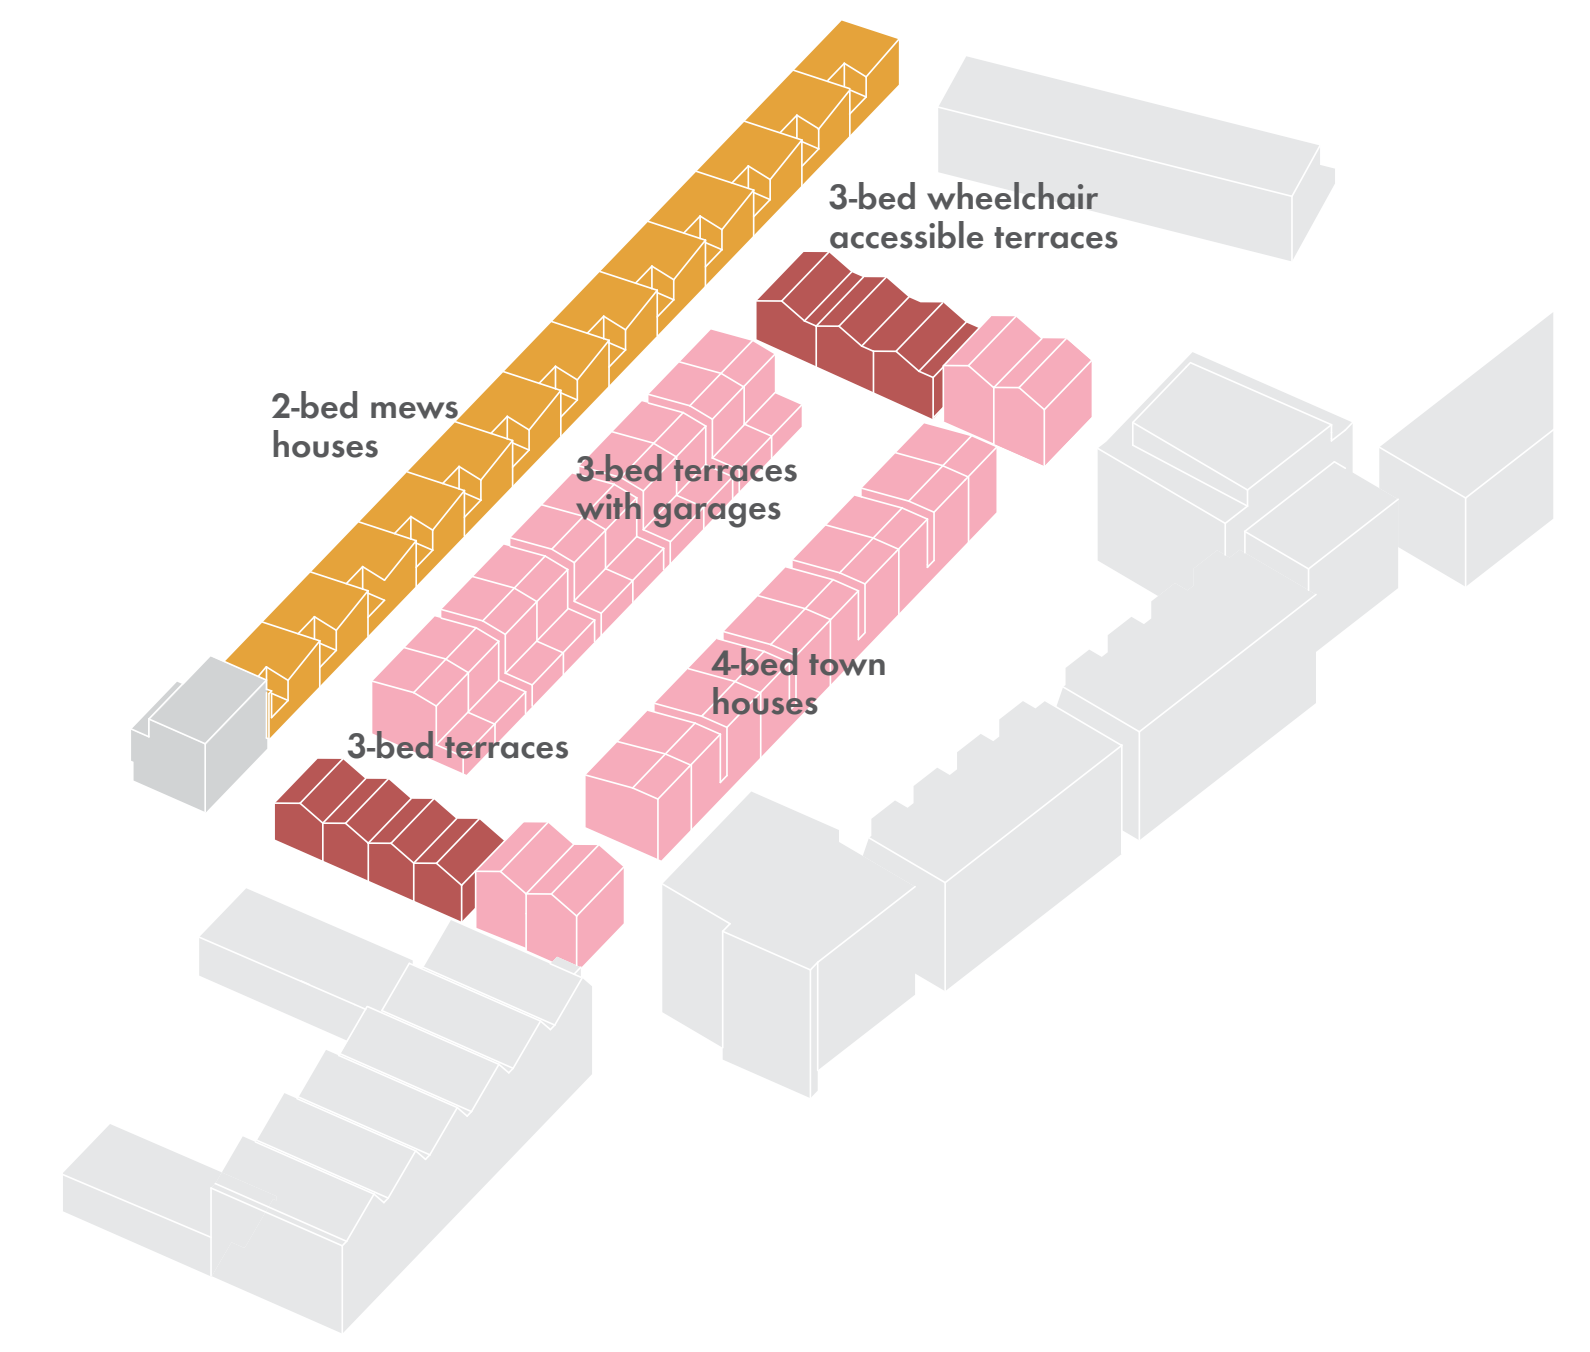 3-bed wheelchair
accessible terraces
2-bed mews
houses
3-bed terraces
with garages
4-bed town
houses
3-bed terraces